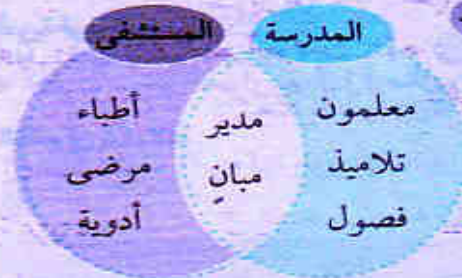 المدرسة المستشفى
معلمون مدير أطباء
تلاميذ مبانٍ مرضى
فصول أدوية